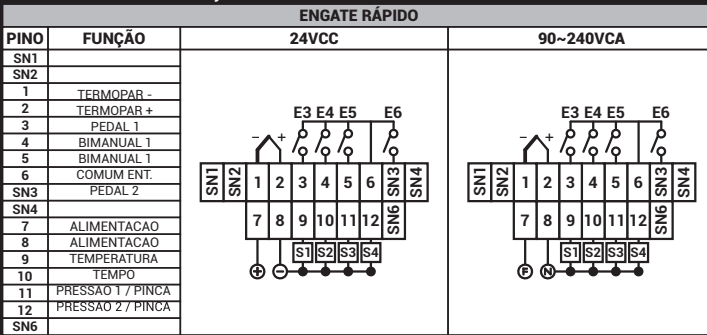 ENGATE RÁPIDO
PINO FUNÇÃO 24VCC 90~240VCA
SN1
SN2
1 TERMOPAR -
2 TERMOPAR +
3 PEDAL 1
4 BIMANUAL 1
5 BIMANUAL 1
6 COMUM ENT.
SN3 PEDAL 2
SN4
7 ALIMENTACAO
8 ALIMENTACAO
9 TEMPERATURA
10 TEMPO
11 PRESSAO 1 / PINCA
12 PRESSAO 2 / PINCA
SN6
E3 E4 E5 E6
- +
SN1 SN2 1 2 3 4 5 6 SN3 SN4
7 8 9 10 11 12 SN6
S1 S2 S3 S4
+ -
E3 E4 E5 E6
- +
SN1 SN2 1 2 3 4 5 6 SN3 SN4
7 8 9 10 11 12 SN6
S1 S2 S3 S4
F N